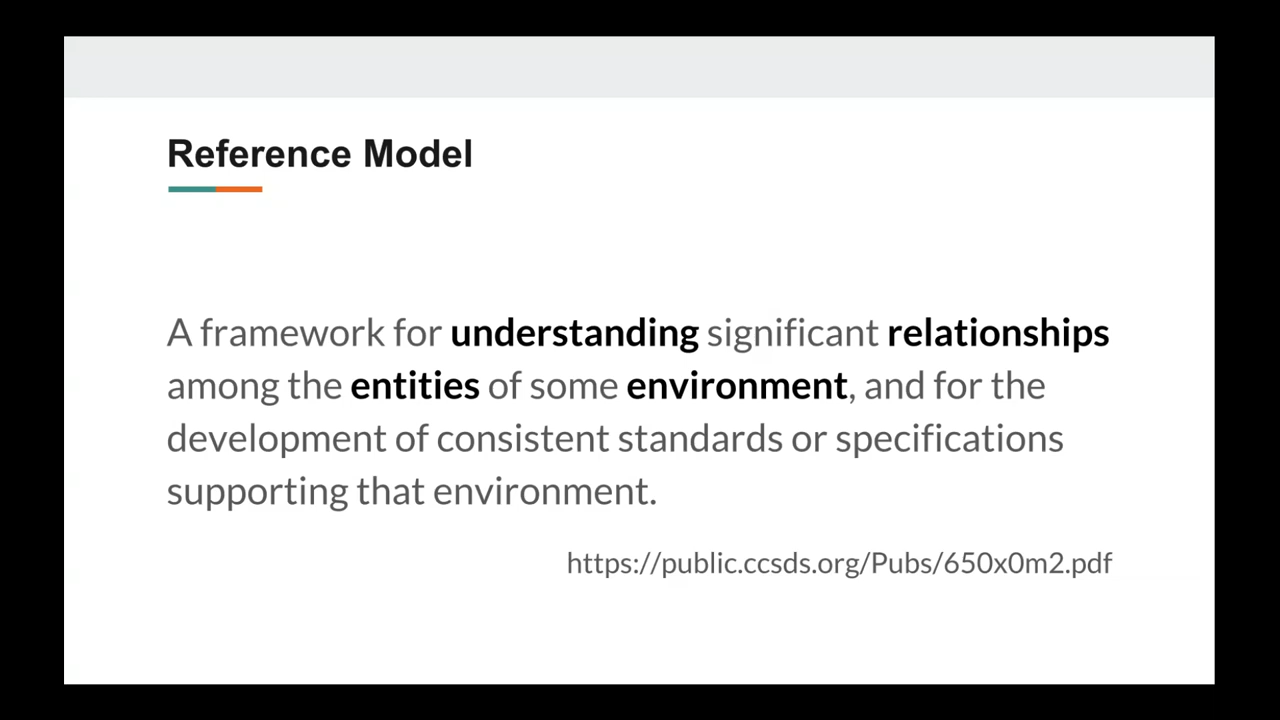 Reference Model
A framework for understanding significant relationships
among the entities of some environment, and for the
development of consistent standards or specifications
supporting that environment.
https://public.ccsds.org/Pubs/650x0m2.pdf